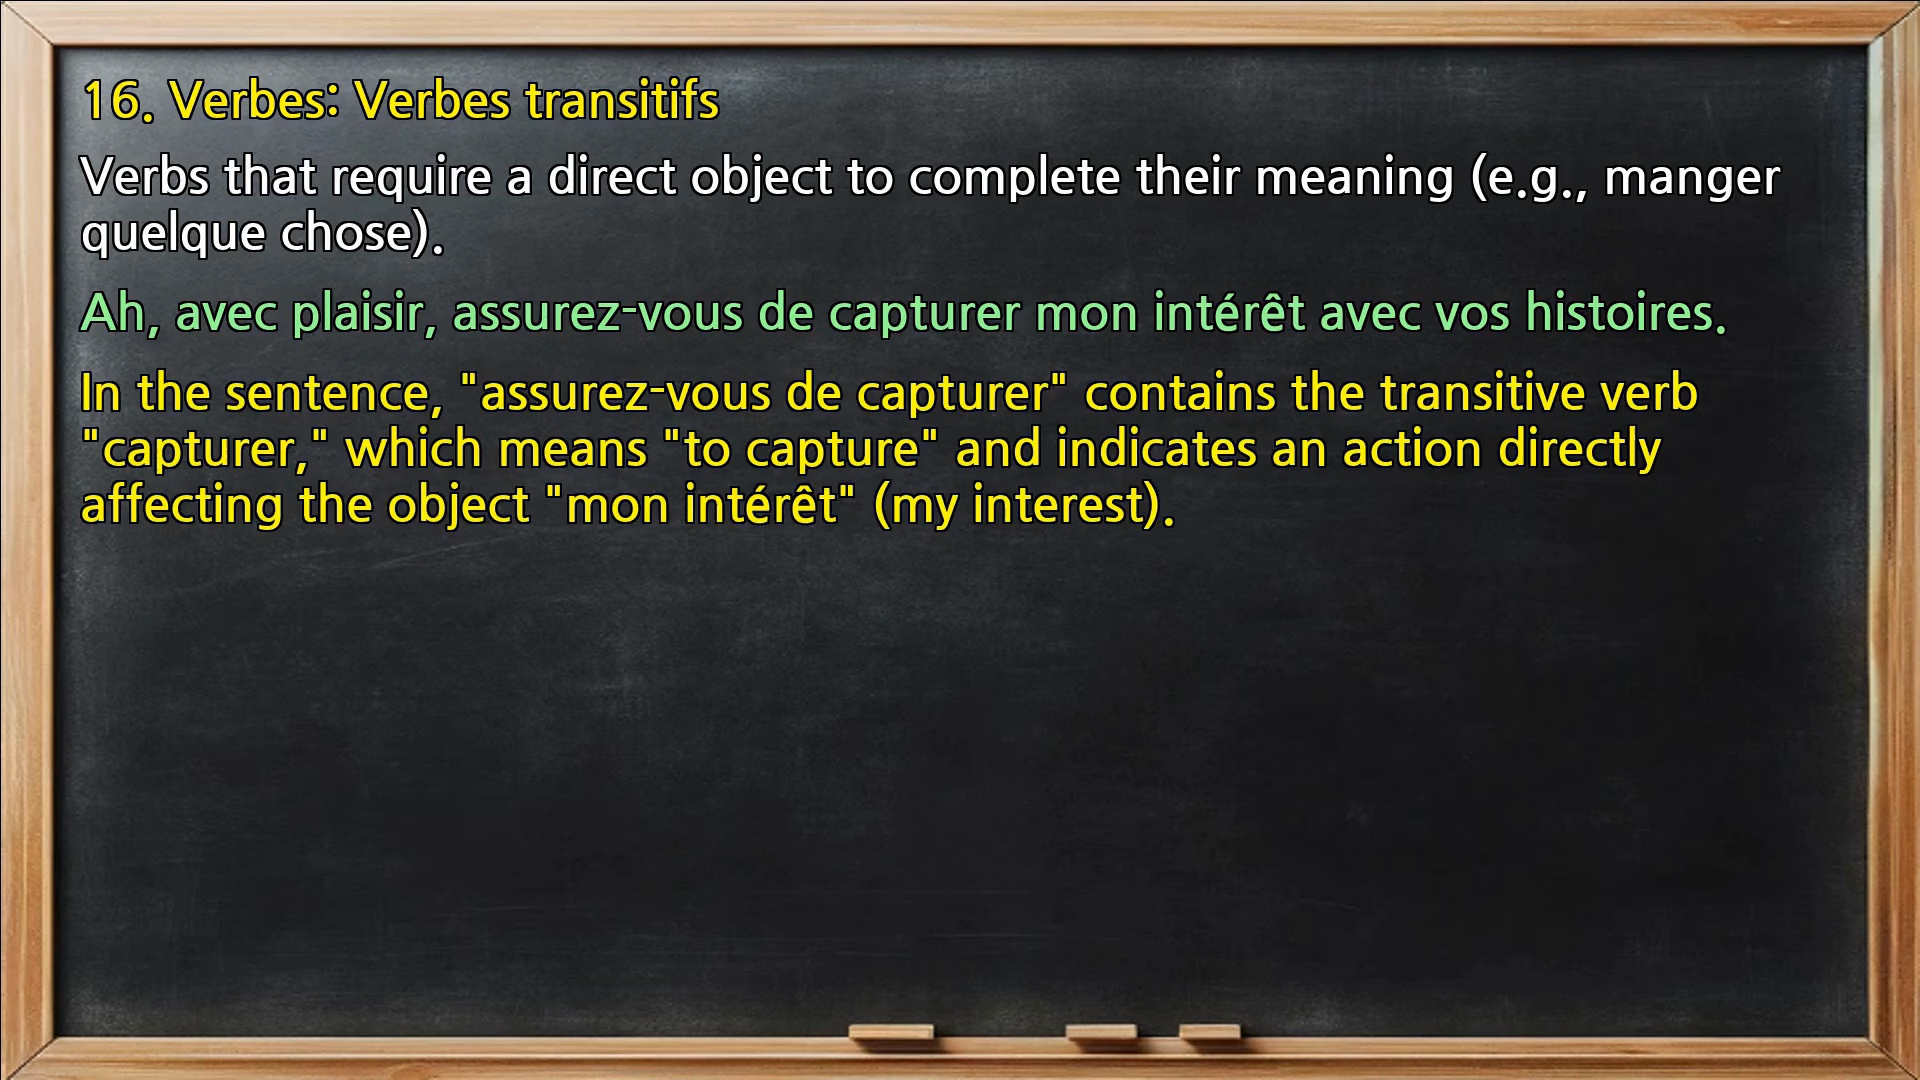 16. Verbes: Verbes transitifs
Verbs that require a direct object to complete their meaning (e.g., manger
quelque chose).
Ah, avec plaisir, assurez-vous de capturer mon intérêt avec vos histoires.
In the sentence, "assurez-vous de capturer" contains the transitive verb
"capturer," which means "to capture" and indicates an action directly
affecting the object "mon intérêt" (my interest).